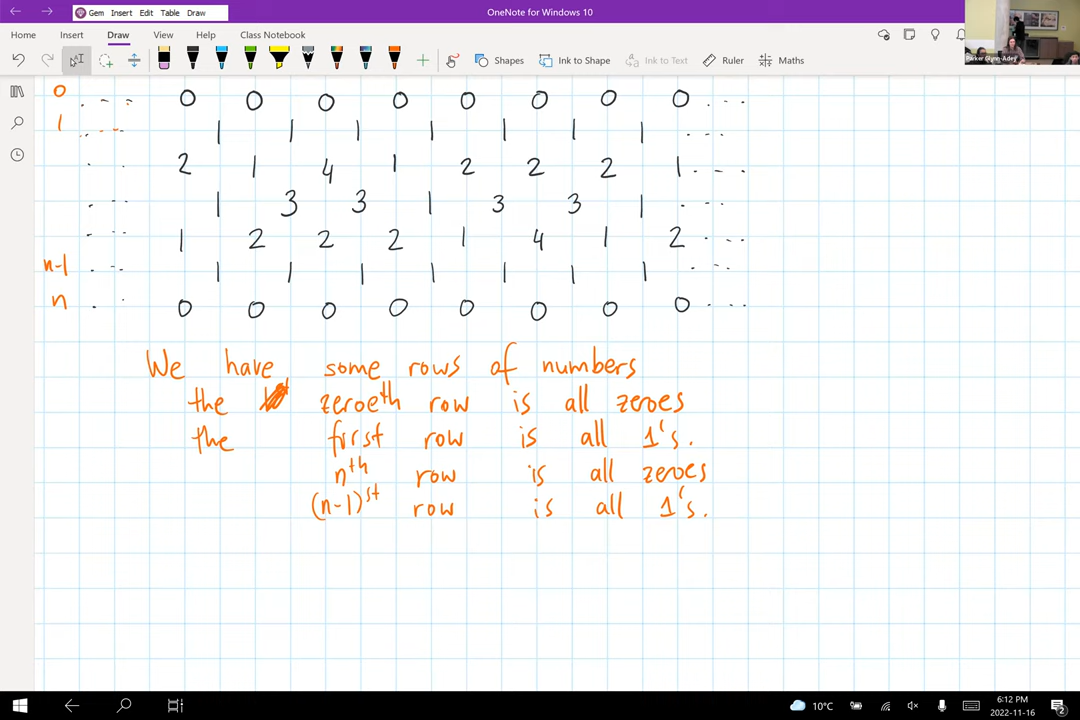 Gem Insert Edit Table Draw
OneNote for Windows 10
Home Insert Draw View Help Class Notebook
Shapes Ink to Shape Ink to Text Ruler Maths
Parker Glynn-Adey
0 . - -- 0 0 0 0 0 0 0 0 . . .
1 . . -- 1 1 1 1 1 1 1 . . .
. -- 2 1 4 1 2 2 2 1 . . .
. -- 1 3 3 1 3 3 1 . . .
. -- 1 2 2 2 1 4 1 2 . . .
n-1 . -- 1 1 1 1 1 1 1 . . .
n . . 0 0 0 0 0 0 0 0 . . .
We have some rows of numbers
the zeroeth row is all zeroes
the first row is all 1's.
nth row is all zeroes
(n-1)st row is all 1's.
10°C
6:12 PM
2022-11-16
2